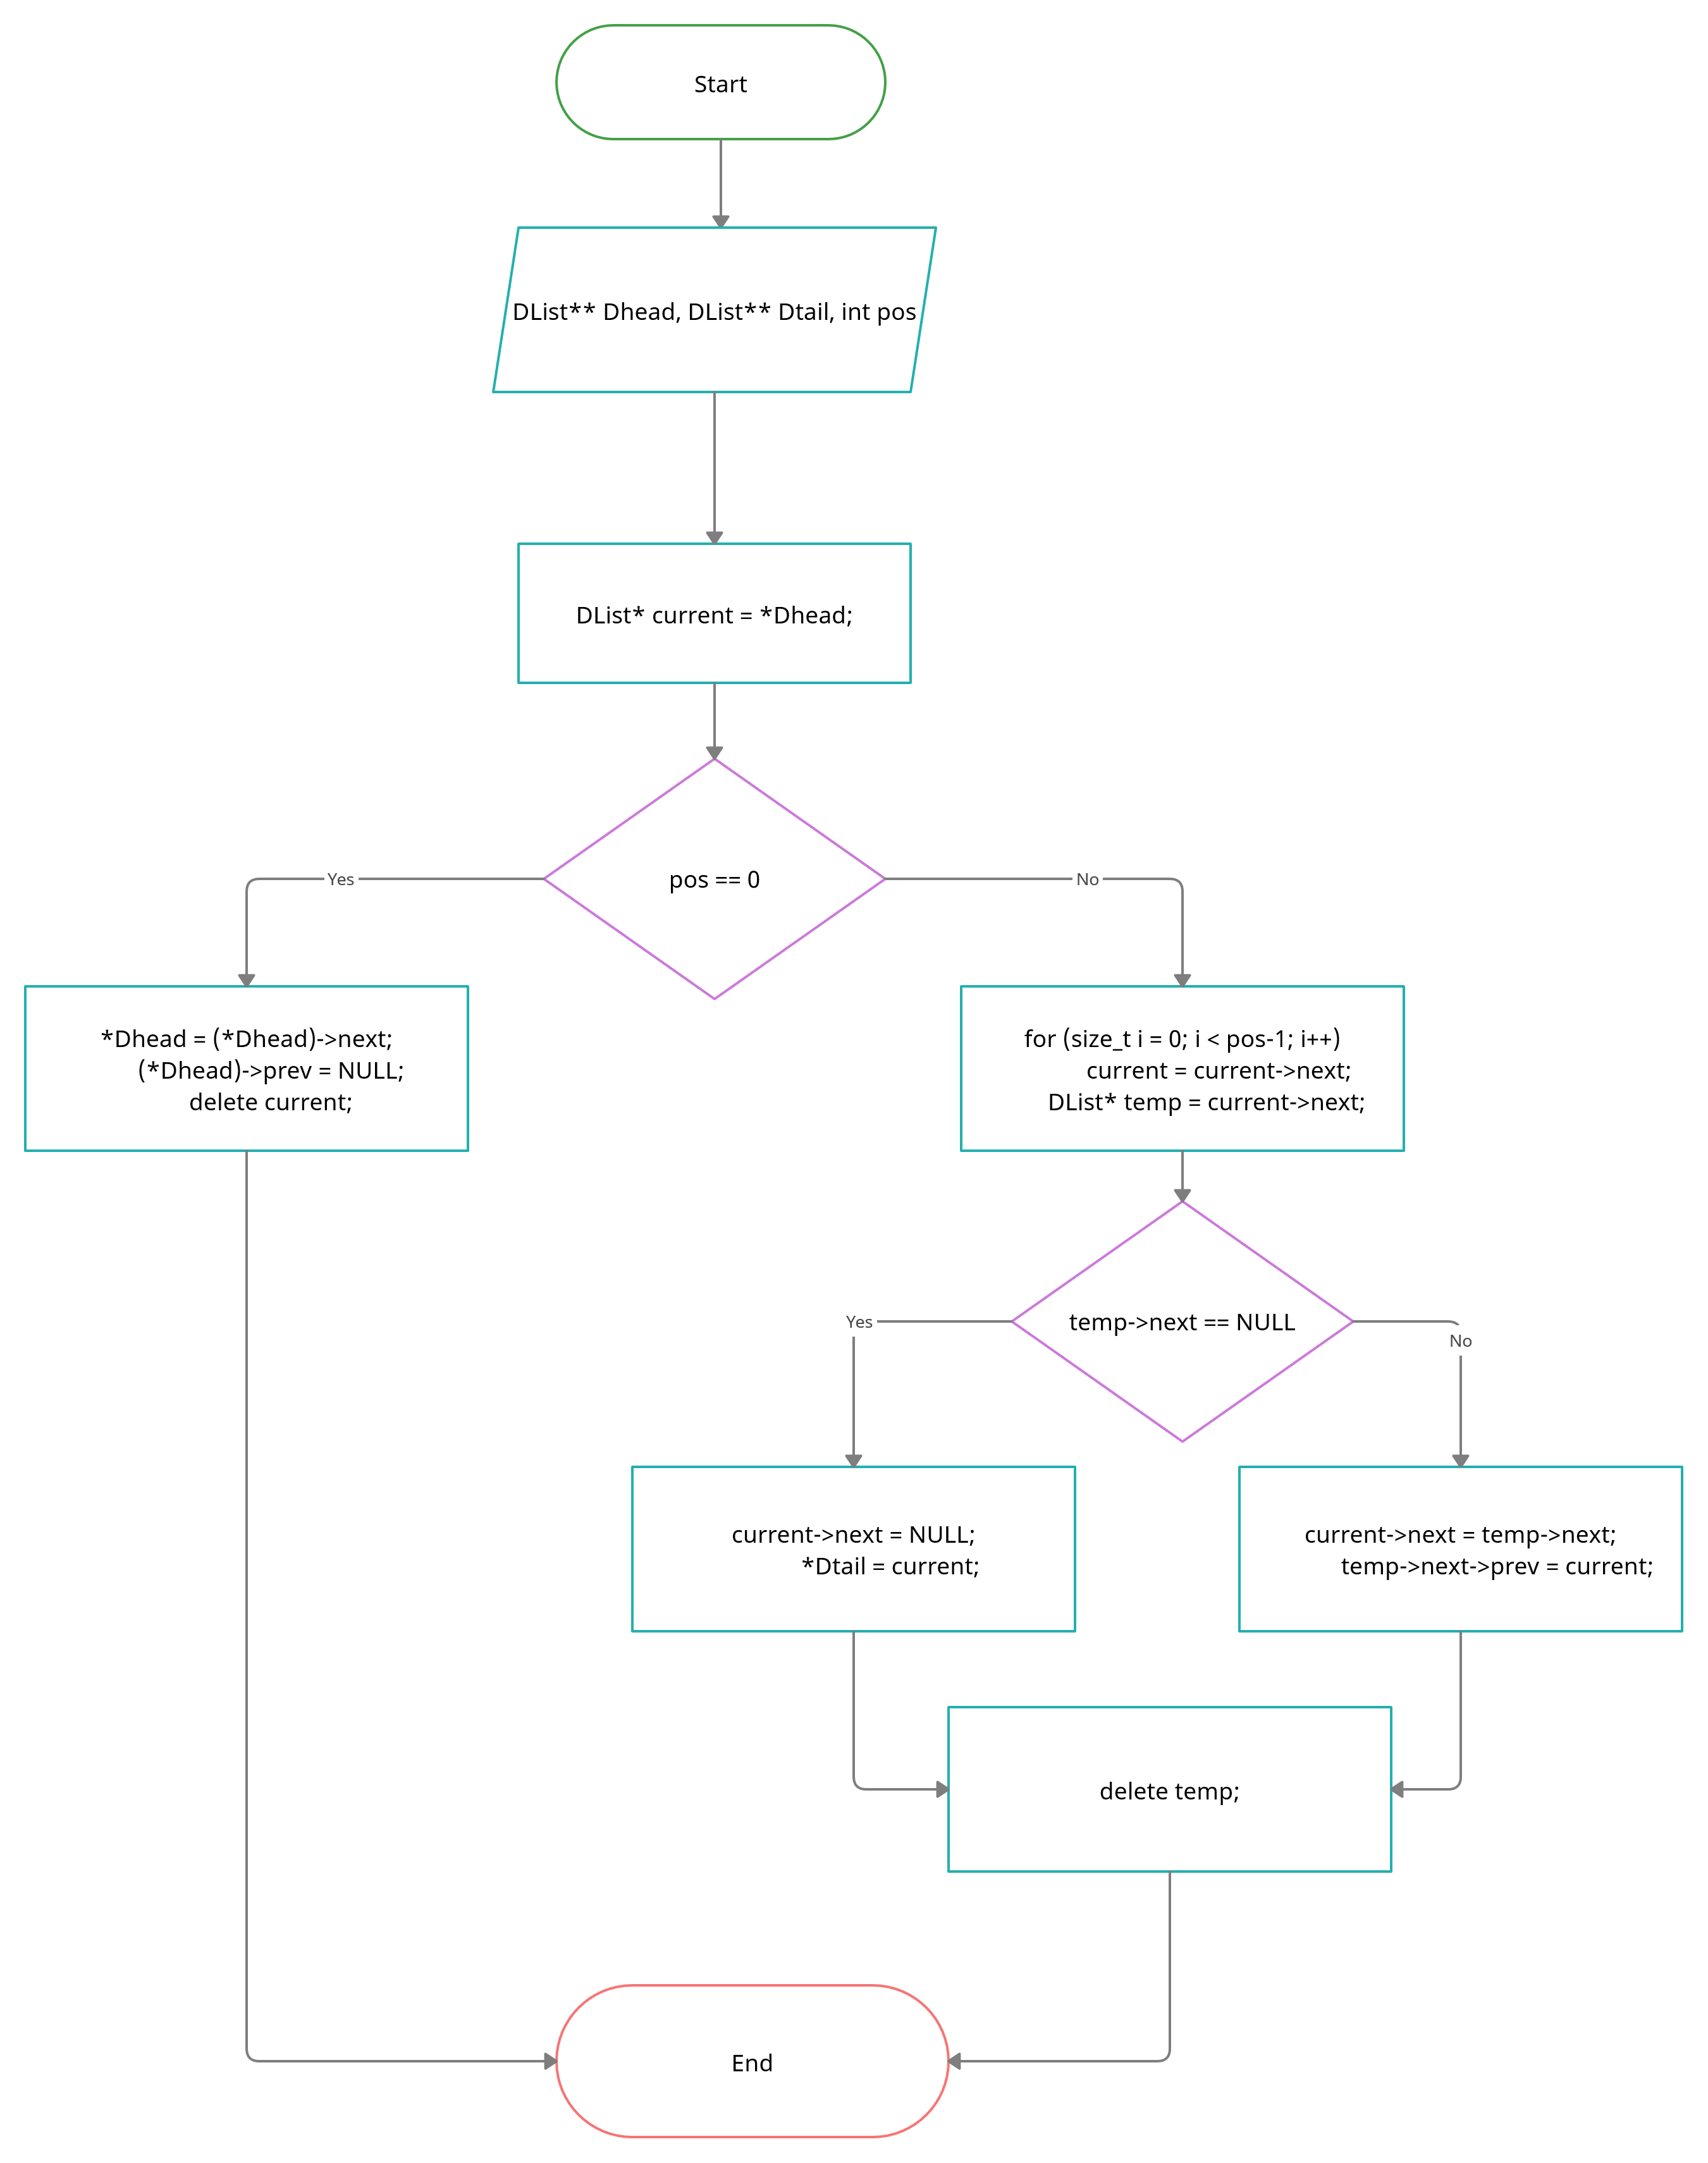 Start
DList** Dhead, DList** Dtail, int pos
DList* current = *Dhead;
pos == 0
Yes
No
*Dhead = (*Dhead)->next;
(*Dhead)->prev = NULL;
delete current;
for (size_t i = 0; i < pos-1; i++)
current = current->next;
DList* temp = current->next;
temp->next == NULL
Yes
No
current->next = NULL;
*Dtail = current;
current->next = temp->next;
temp->next->prev = current;
delete temp;
End